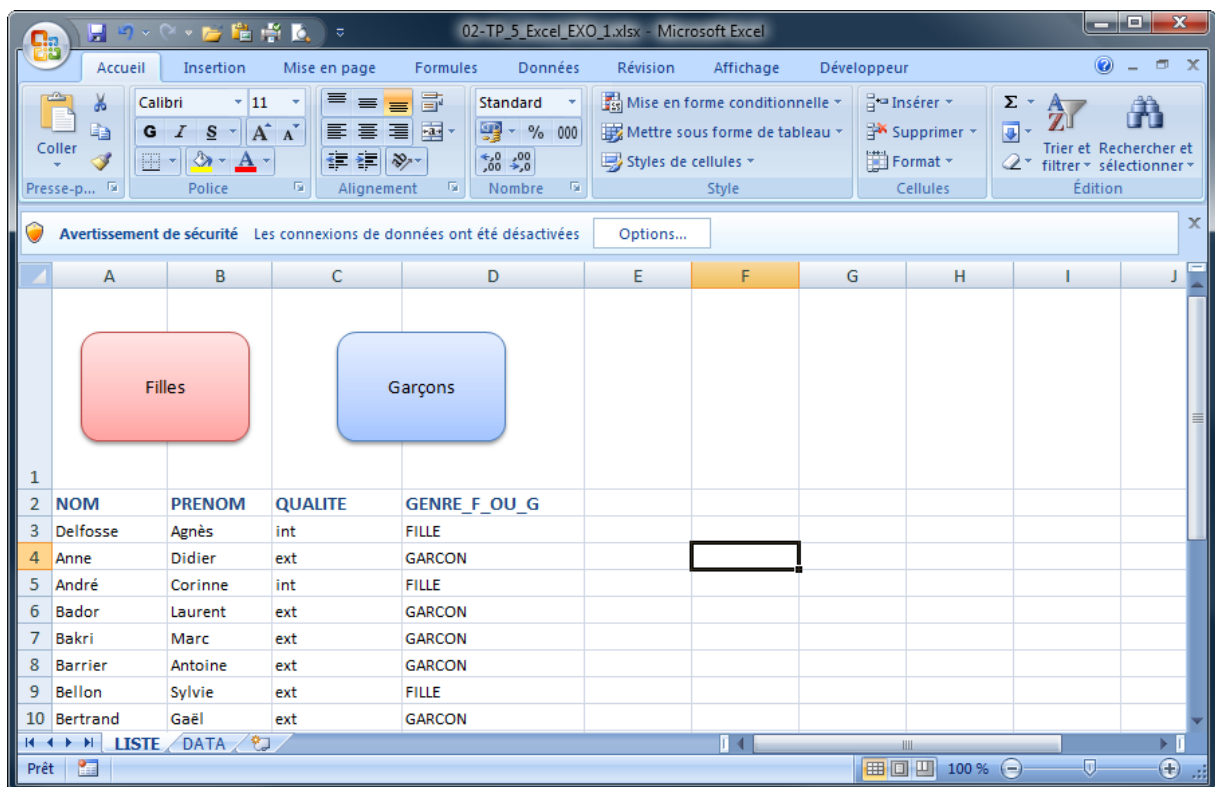 02-TP_5_Excel_EXO_1.xlsx - Microsoft Excel
Accueil Insertion Mise en page Formules Données Révision Affichage Développeur
Coller
Presse-p...
Calibri 11
G I S A A
A
Police
Alignement
Standard
% 000
,0 ,00
,00 ,0
Nombre
Mise en forme conditionnelle
Mettre sous forme de tableau
Styles de cellules
Style
Insérer
Supprimer
Format
Cellules
Σ
Trier et filtrer
Rechercher et sélectionner
Édition
Avertissement de sécurité Les connexions de données ont été désactivées Options...
A B C D E F G H I J
Filles Garçons
1
2 NOM PRENOM QUALITE GENRE_F_OU_G
3 Delfosse Agnès int FILLE
4 Anne Didier ext GARCON
5 André Corinne int FILLE
6 Bador Laurent ext GARCON
7 Bakri Marc ext GARCON
8 Barrier Antoine ext GARCON
9 Bellon Sylvie ext FILLE
10 Bertrand Gaël ext GARCON
LISTE DATA
Prêt 100 %